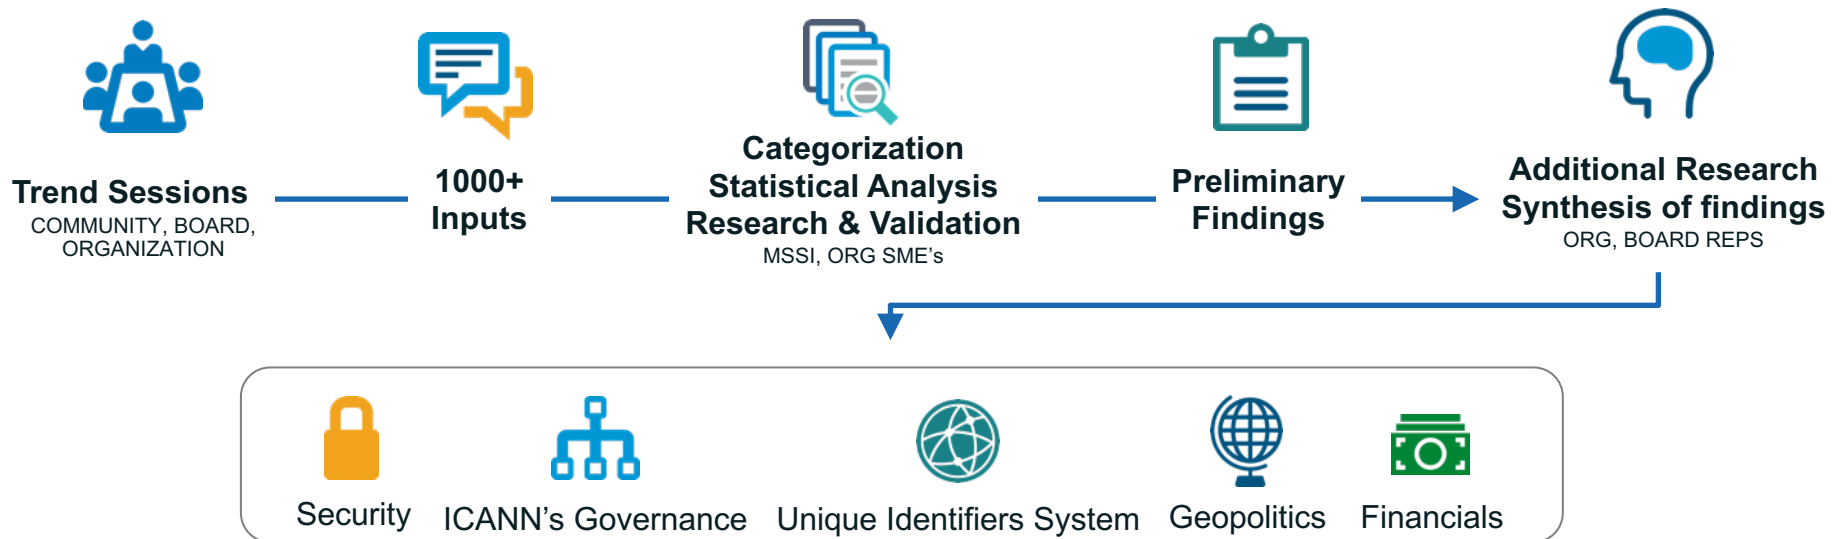 Trend Sessions
COMMUNITY, BOARD,
ORGANIZATION
1000+
Inputs
Categorization
Statistical Analysis
Research & Validation
MSSI, ORG SME's
Preliminary
Findings
Additional Research
Synthesis of findings
ORG, BOARD REPS
Security
ICANN's Governance
Unique Identifiers System
Geopolitics
Financials